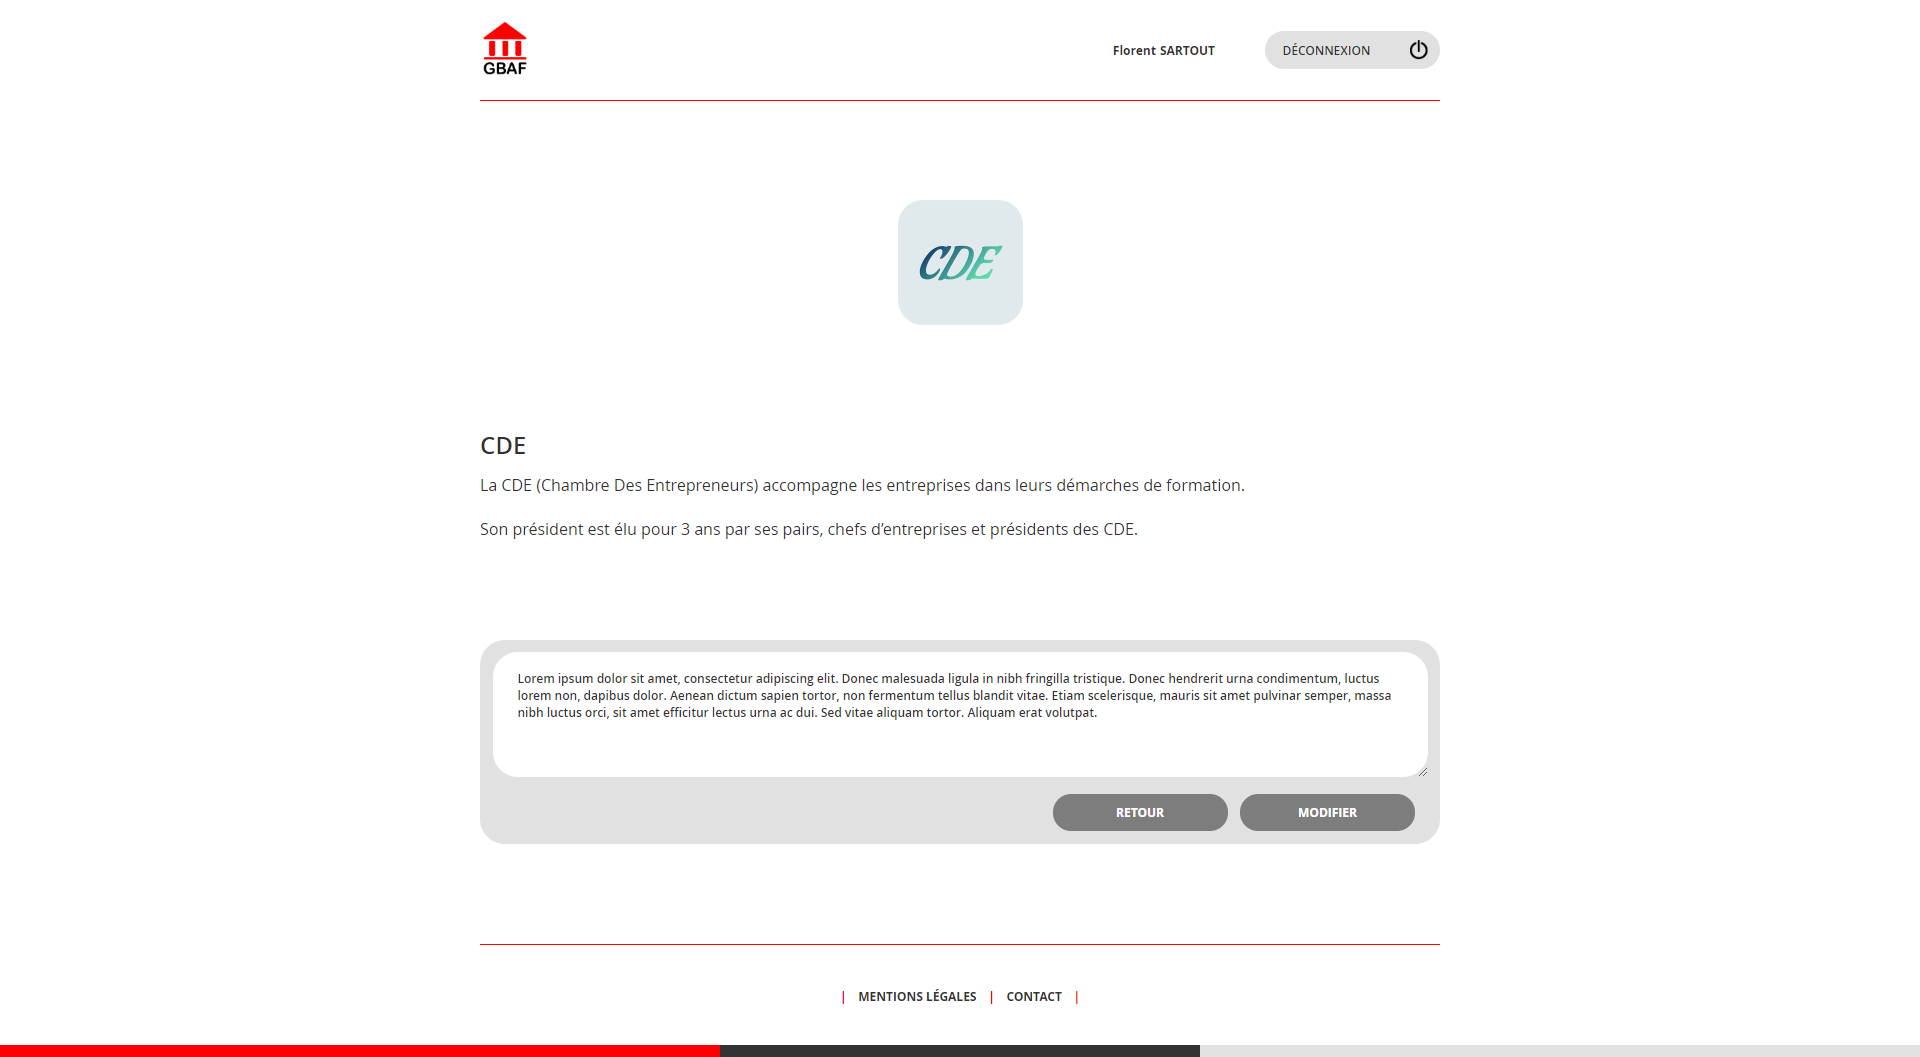 GBAF
Florent SARTOUT
DÉCONNEXION
CDE
CDE
La CDE (Chambre Des Entrepreneurs) accompagne les entreprises dans leurs démarches de formation.
Son président est élu pour 3 ans par ses pairs, chefs d’entreprises et présidents des CDE.
Lorem ipsum dolor sit amet, consectetur adipiscing elit. Donec malesuada ligula in nibh fringilla tristique. Donec hendrerit urna condimentum, luctus
lorem non, dapibus dolor. Aenean dictum sapien tortor, non fermentum tellus blandit vitae. Etiam scelerisque, mauris sit amet pulvinar semper, massa
nibh luctus orci, sit amet efficitur lectus urna ac dui. Sed vitae aliquam tortor. Aliquam erat volutpat.
RETOUR
MODIFIER
| MENTIONS LÉGALES | CONTACT |